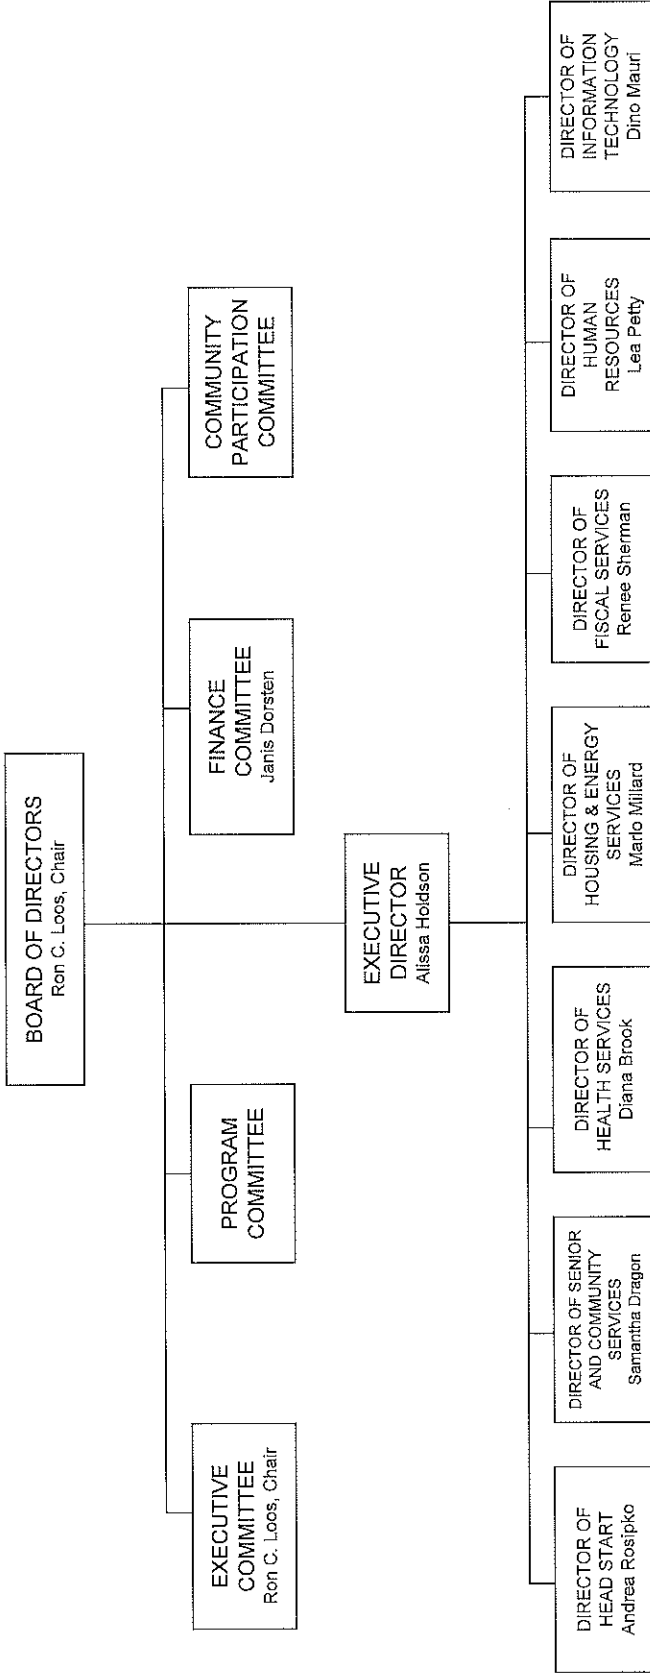 BOARD OF DIRECTORS
Ron C. Loos, Chair
EXECUTIVE
COMMITTEE
Ron C. Loos, Chair
PROGRAM
COMMITTEE
FINANCE
COMMITTEE
Janis Dorsten
COMMUNITY
PARTICIPATION
COMMITTEE
EXECUTIVE
DIRECTOR
Alissa Holdson
DIRECTOR OF
HEAD START
Andrea Rosipko
DIRECTOR OF SENIOR
AND COMMUNITY
SERVICES
Samantha Dragon
DIRECTOR OF
HEALTH SERVICES
Diana Brook
DIRECTOR OF
HOUSING & ENERGY
SERVICES
Marlo Millard
DIRECTOR OF
FISCAL SERVICES
Renee Sherman
DIRECTOR OF
HUMAN
RESOURCES
Lea Petty
DIRECTOR OF
INFORMATION
TECHNOLOGY
Dino Mauri